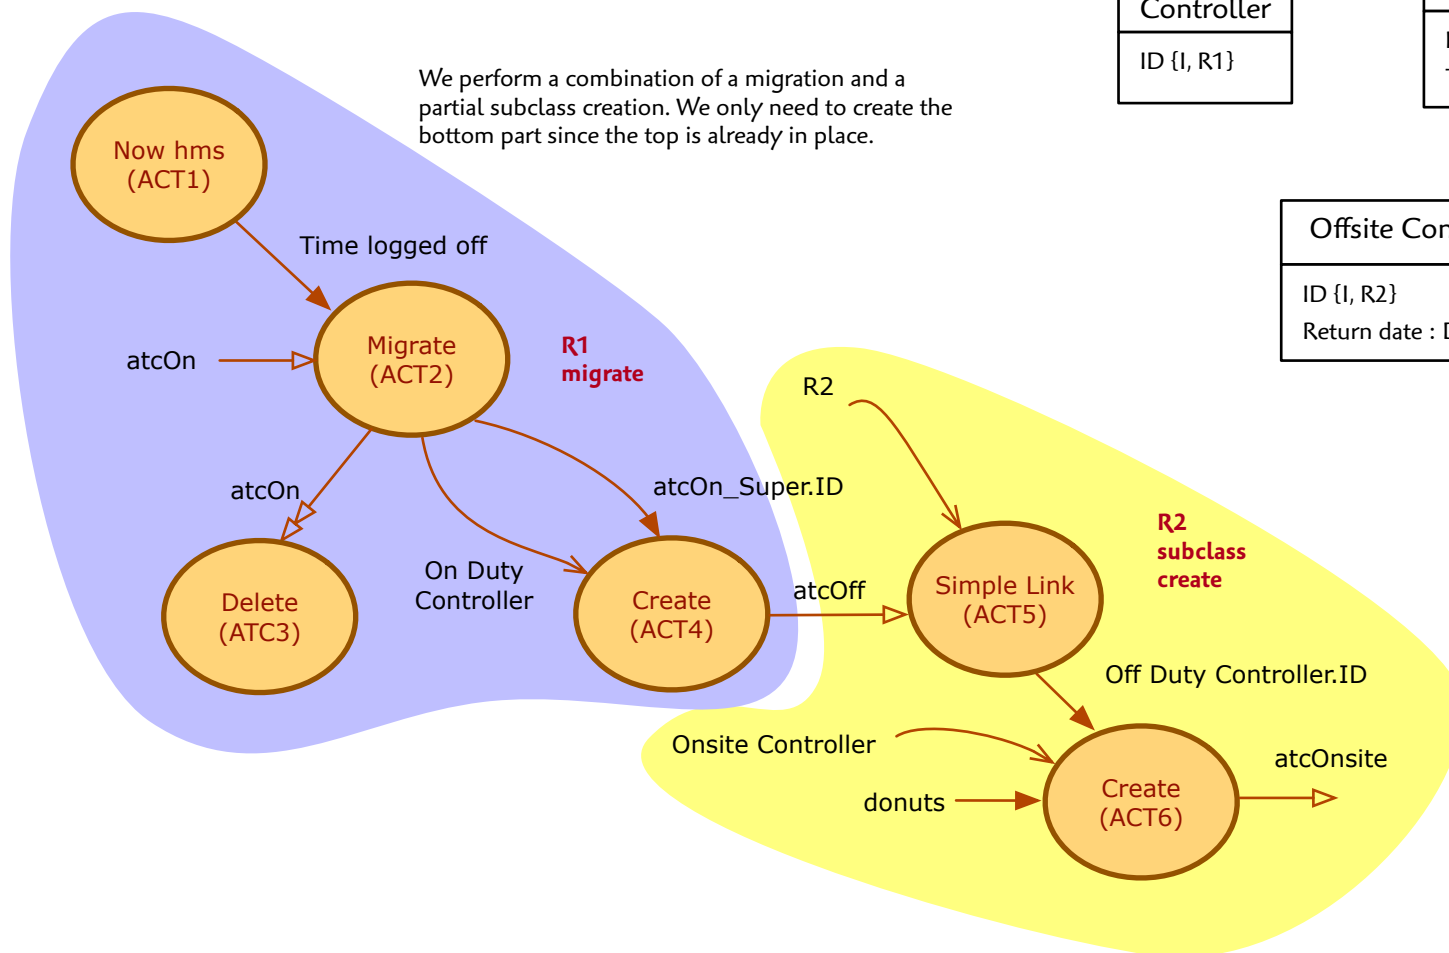 Controller
ID {I, R1}
We perform a combination of a migration and a
partial subclass creation. We only need to create the
bottom part since the top is already in place.
Now hms
(ACT1)
Time logged off
Offsite Con
ID {I, R2}
Return date : D
atcOn
Migrate
(ACT2)
R1
migrate
R2
atcOn
atcOn_Super.ID
On Duty
Controller
Delete
(ATC3)
Create
(ACT4)
atcOff
Simple Link
(ACT5)
R2
subclass
create
Off Duty Controller.ID
Onsite Controller
donuts
Create
(ACT6)
atcOnsite